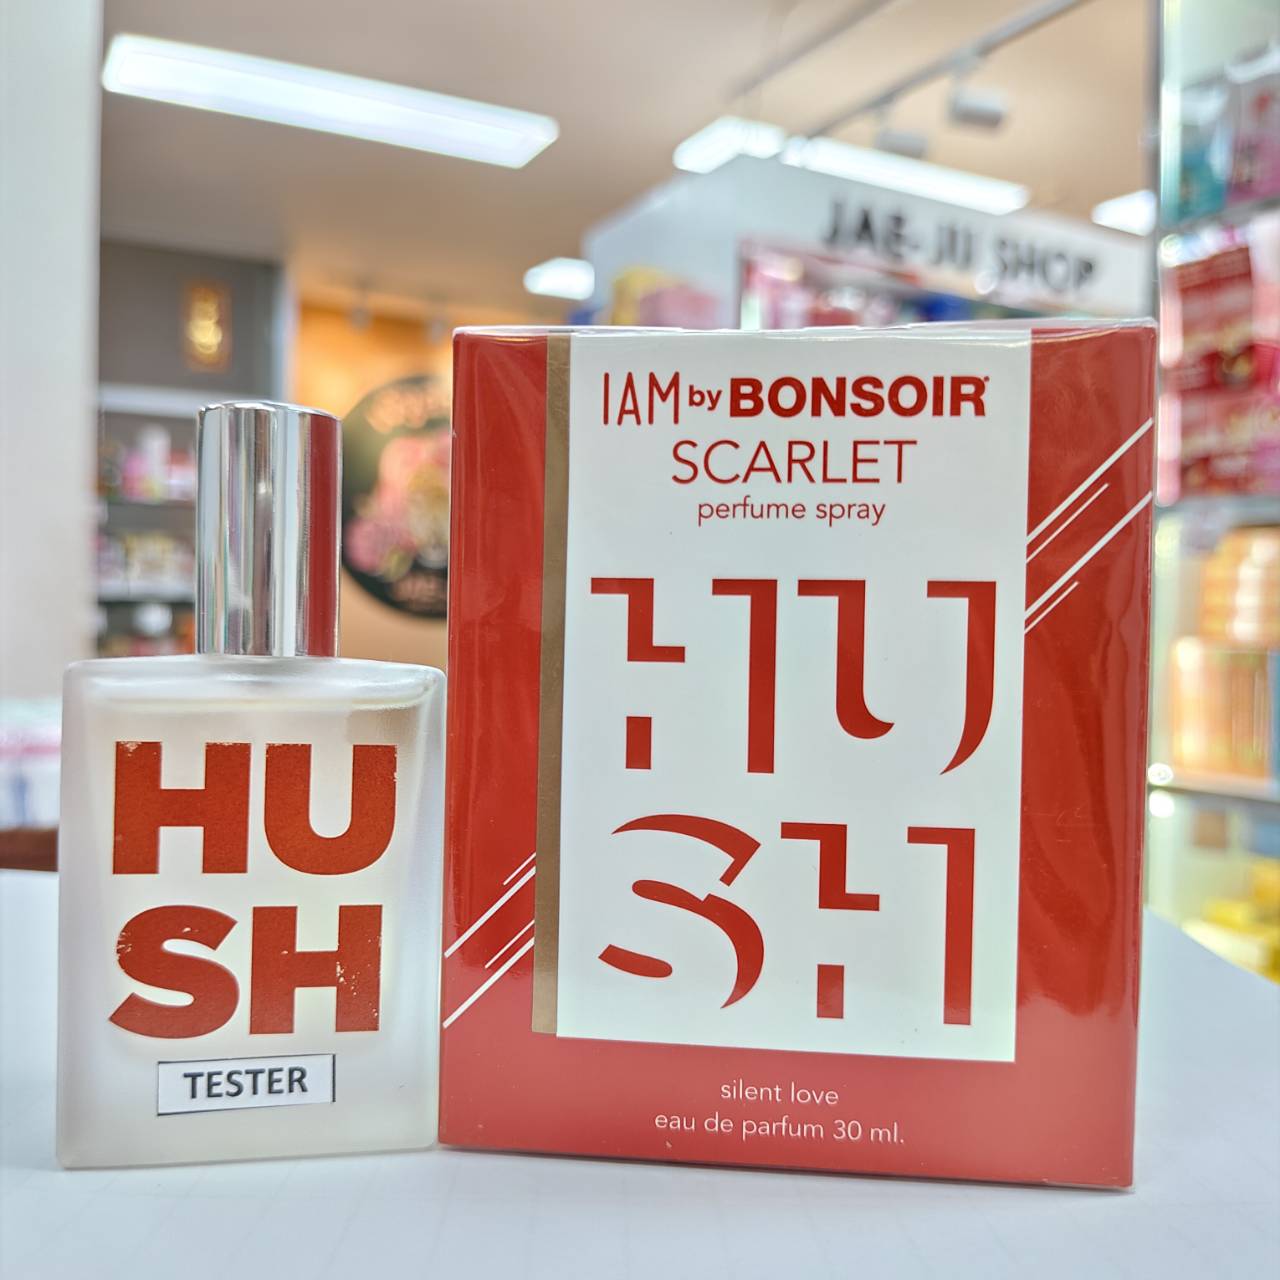 JAE-JII SHOP
IAM by BONSOIR
SCARLET
perfume spray
HU
SH
silent love
eau de parfum 30 ml.
HU
SH
TESTER